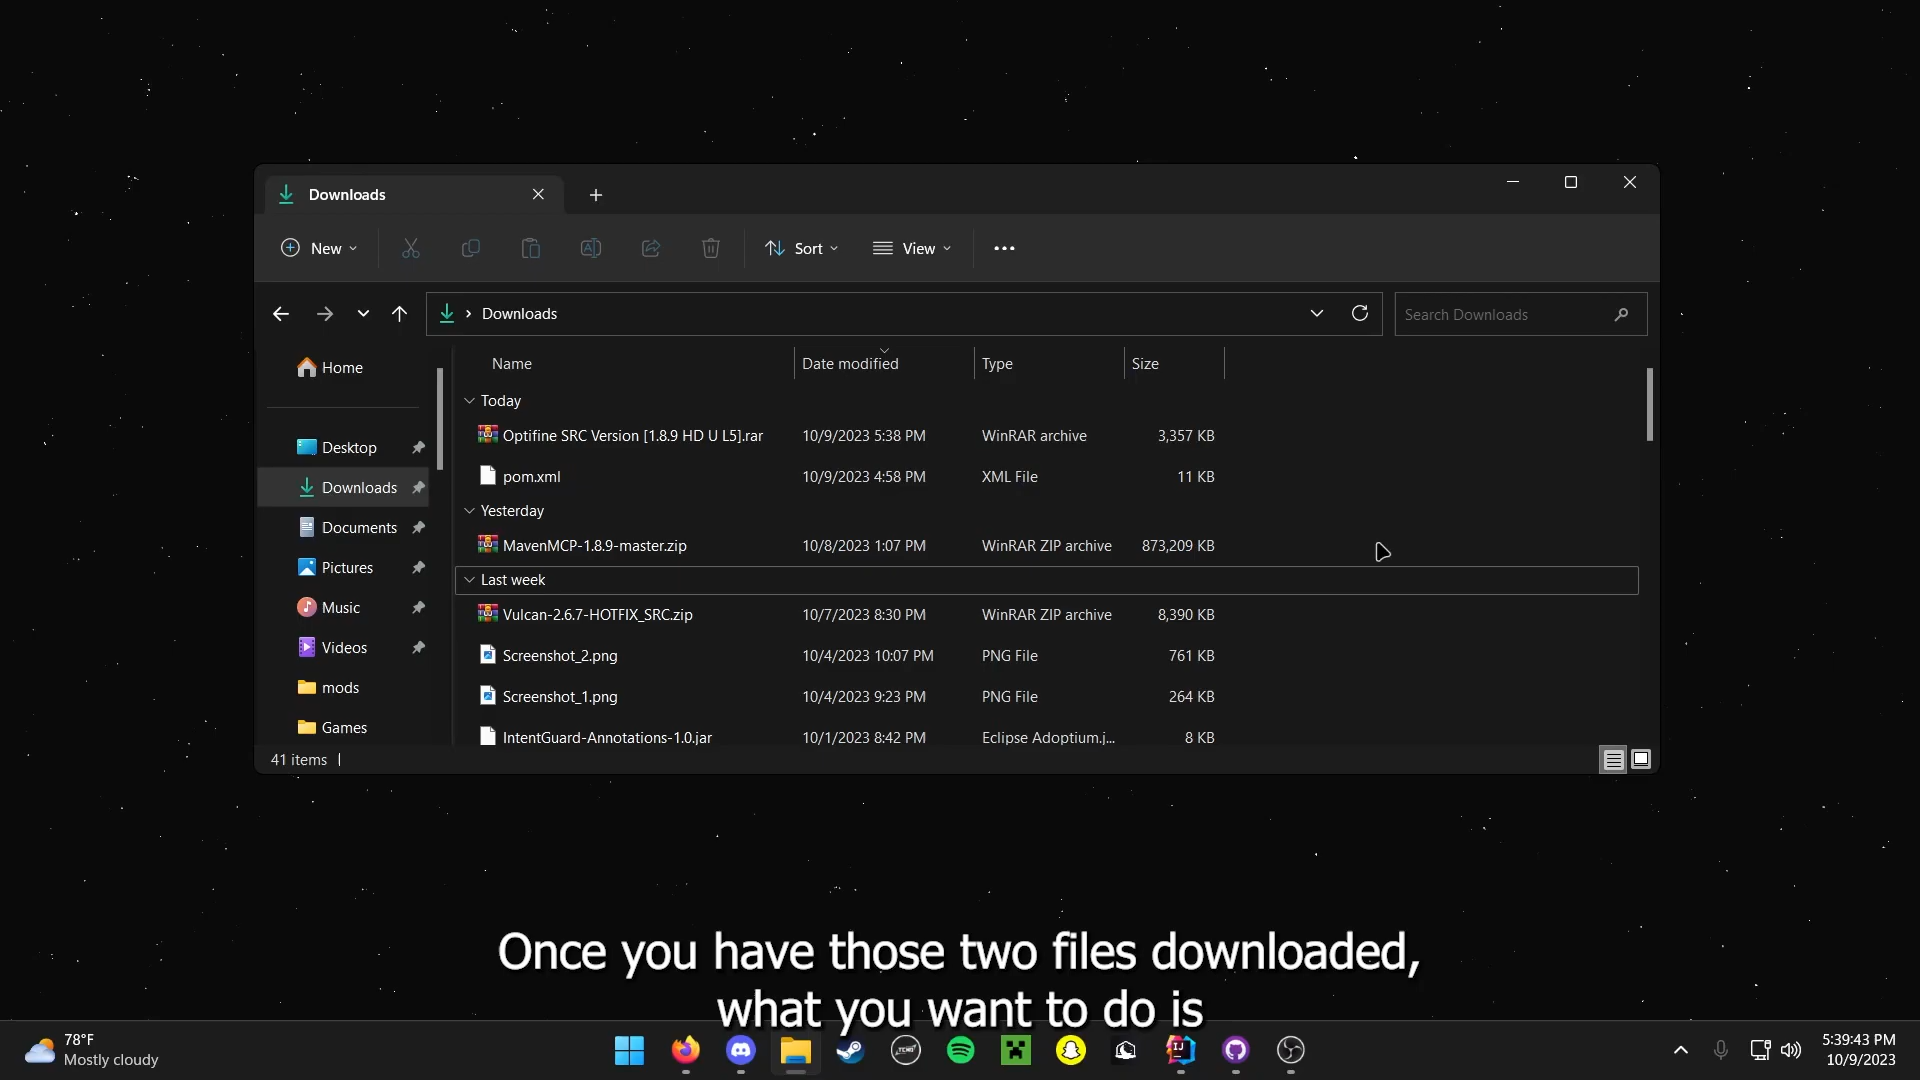 Downloads
New
Sort
View
Downloads
Search Downloads
Home
Desktop
Downloads
Documents
Pictures
Music
Videos
mods
Games
Name Date modified Type Size
Today
Optifine SRC Version [1.8.9 HD U L5].rar 10/9/2023 5:38 PM WinRAR archive 3,357 KB
pom.xml 10/9/2023 4:58 PM XML File 11 KB
Yesterday
MavenMCP-1.8.9-master.zip 10/8/2023 1:07 PM WinRAR ZIP archive 873,209 KB
Last week
Vulcan-2.6.7-HOTFIX_SRC.zip 10/7/2023 8:30 PM WinRAR ZIP archive 8,390 KB
Screenshot_2.png 10/4/2023 10:07 PM PNG File 761 KB
Screenshot_1.png 10/4/2023 9:23 PM PNG File 264 KB
IntentGuard-Annotations-1.0.jar 10/1/2023 8:42 PM Eclipse Adoptium.j... 8 KB
41 items
Once you have those two files downloaded,
what you want to do is
78°F
Mostly cloudy
5:39:43 PM
10/9/2023